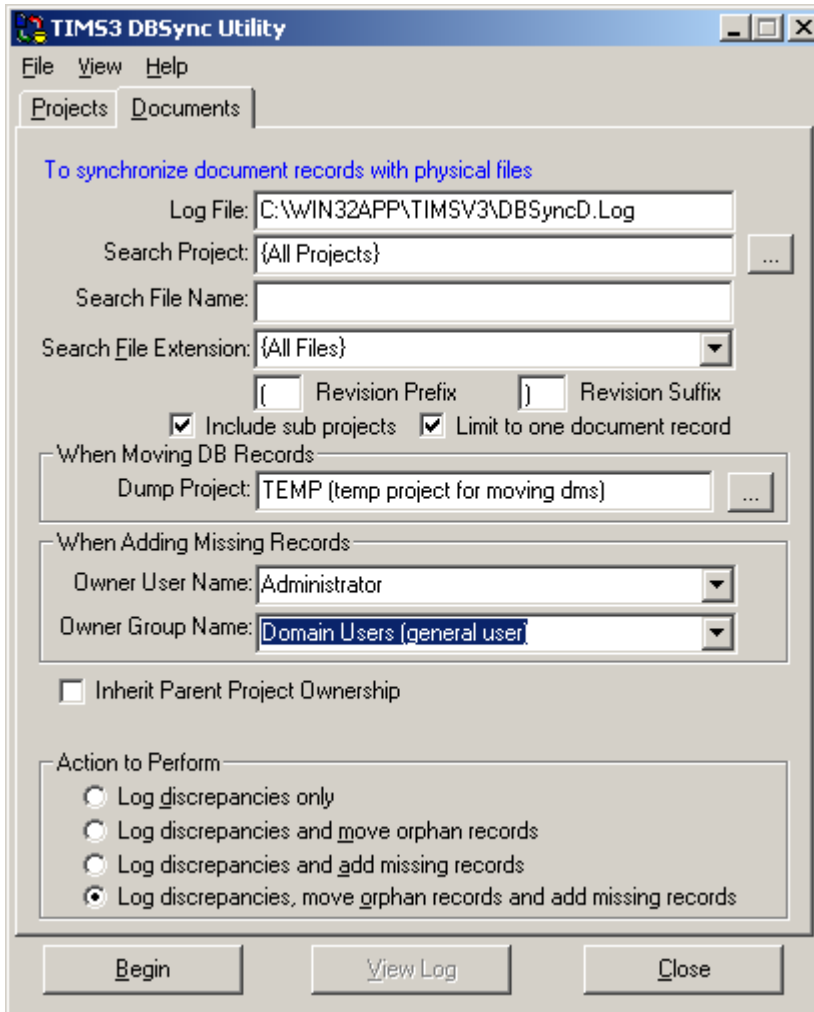 TIMS3 DBSync Utility
File View Help
Projects Documents
To synchronize document records with physical files
Log File: C:\WIN32APP\TIMSV3\DBSyncD.Log
Search Project: {All Projects} ...
Search File Name:
Search File Extension: {All Files}
( Revision Prefix ) Revision Suffix
Include sub projects Limit to one document record
When Moving DB Records
Dump Project: TEMP (temp project for moving dms) ...
When Adding Missing Records
Owner User Name: Administrator
Owner Group Name: Domain Users (general user)
Inherit Parent Project Ownership
Action to Perform
Log discrepancies only
Log discrepancies and move orphan records
Log discrepancies and add missing records
Log discrepancies, move orphan records and add missing records
Begin View Log Close